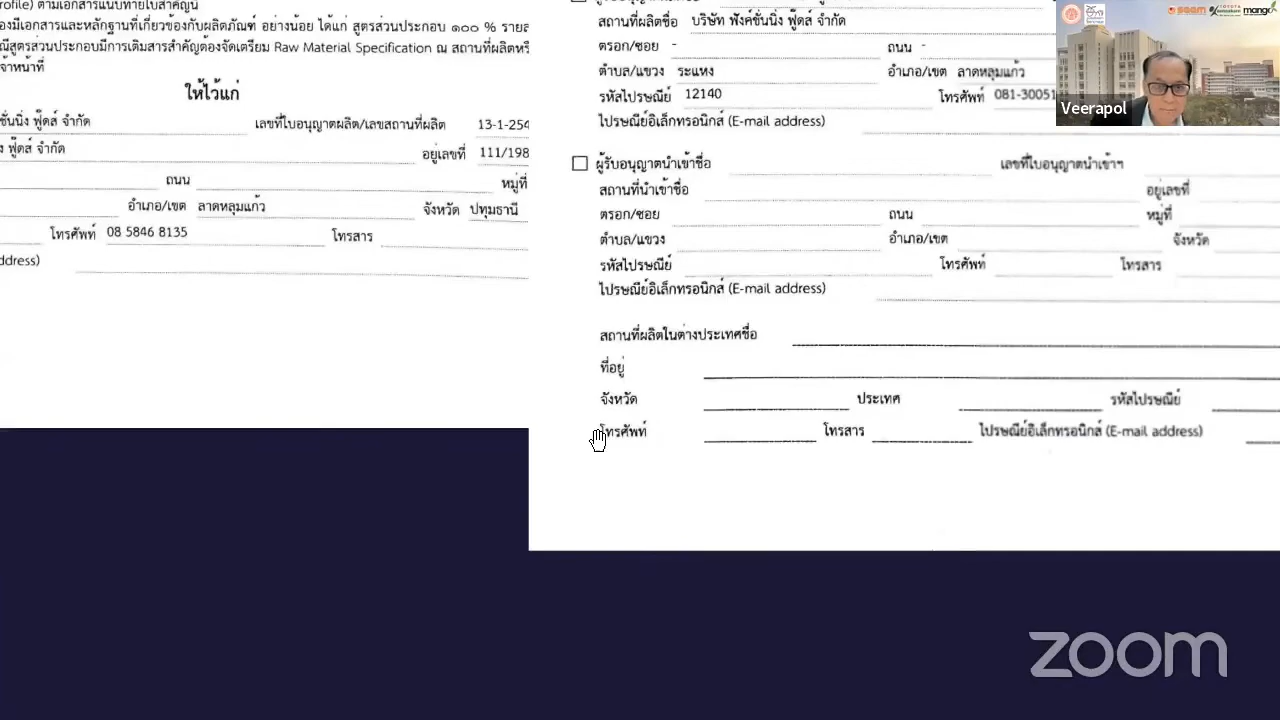 rofile) ตามเอกสารแนบท้ายใบสำคัญนี้
องมีเอกสารและหลักฐานที่เกี่ยวข้องกับผลิตภัณฑ์ อย่างน้อย ได้แก่ สูตรส่วนประกอบ ๑๐๐ % รายล
ณีสูตรส่วนประกอบมีการเติมสารสำคัญต้องจัดเตรียม Raw Material Specification ณ สถานที่ผลิตหรื
จ้าหน้าที่
ให้ไว้แก่
ชั่นนิ่ง ฟู๊ดส์ จำกัด เลขที่ใบอนุญาตผลิต/เลขสถานที่ผลิต 13-1-254
ง ฟู๊ดส์ จำกัด อยู่เลขที่ 111/198
ถนน หมู่ที่
อำเภอ/เขต ลาดหลุมแก้ว จังหวัด ปทุมธานี
โทรศัพท์ 08 5846 8135 โทรสาร
ddress)
สถานที่ผลิตชื่อ บริษัท ฟังค์ชั่นนิ่ง ฟู๊ดส์ จำกัด
ตรอก/ซอย - ถนน -
ตำบล/แขวง ระแหง อำเภอ/เขต ลาดหลุมแก้ว
รหัสไปรษณีย์ 12140 โทรศัพท์ 081-30051
ไปรษณีย์อิเล็กทรอนิกส์ (E-mail address)
ผู้รับอนุญาตนำเข้าชื่อ เลขที่ใบอนุญาตนำเข้าฯ
สถานที่นำเข้าชื่อ อยู่เลขที่
ตรอก/ซอย ถนน หมู่ที่
ตำบล/แขวง อำเภอ/เขต จังหวัด
รหัสไปรษณีย์ โทรศัพท์ โทรสาร
ไปรษณีย์อิเล็กทรอนิกส์ (E-mail address)
สถานที่ผลิตในต่างประเทศชื่อ
ที่อยู่
จังหวัด ประเทศ รหัสไปรษณีย์
โทรศัพท์ โทรสาร ไปรษณีย์อิเล็กทรอนิกส์ (E-mail address)
TOYOTA
mango
Veerapol
zoom